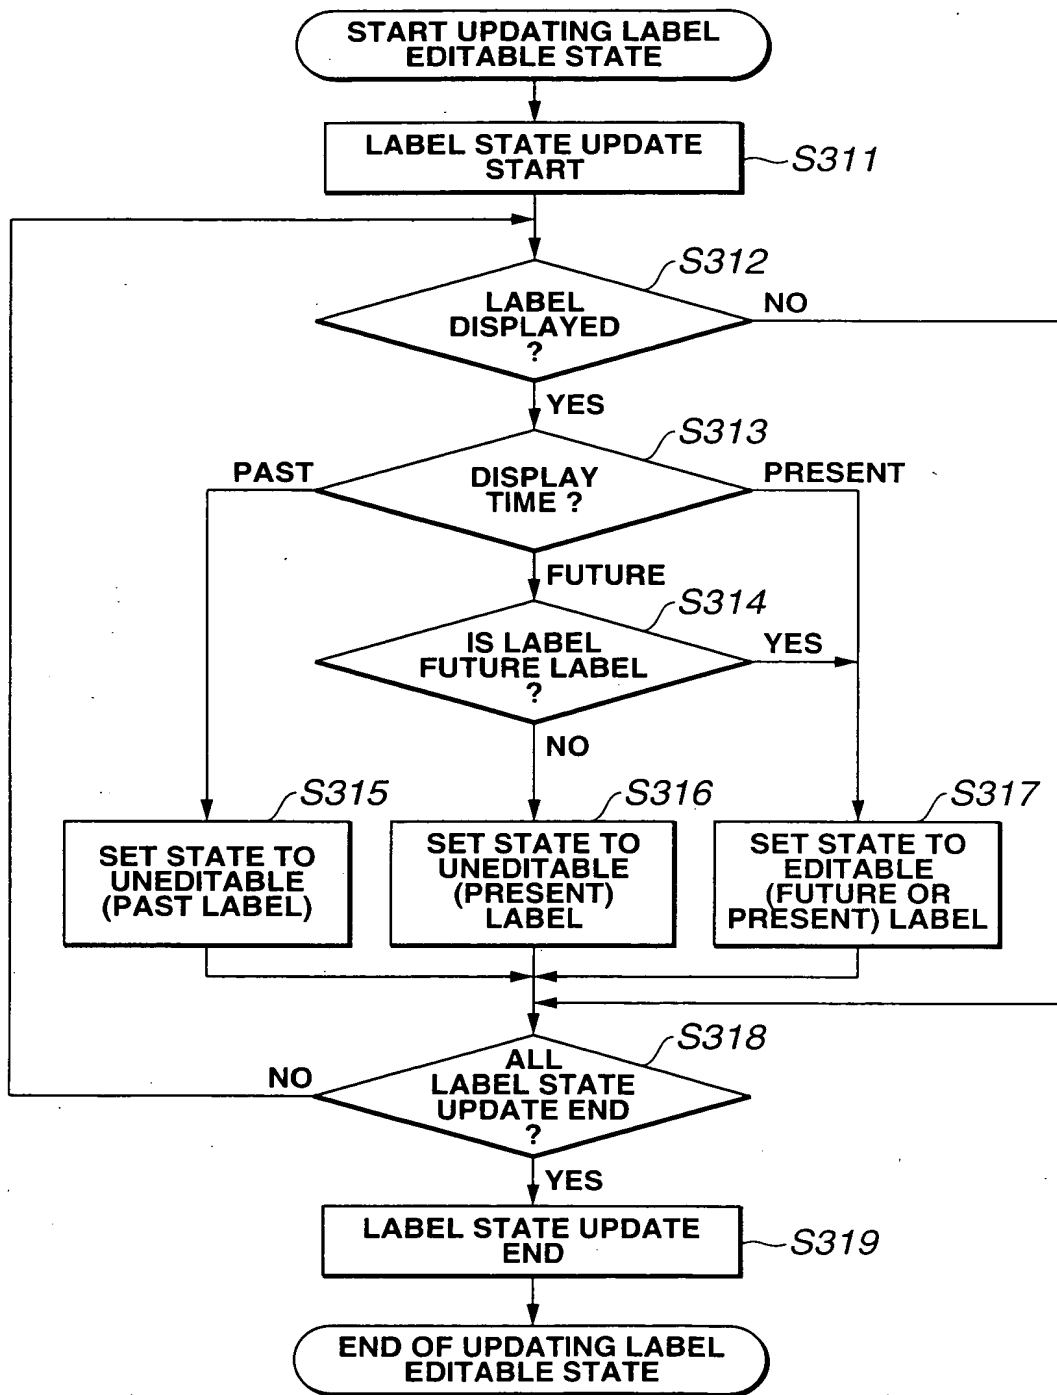 START UPDATING LABEL
EDITABLE STATE
LABEL STATE UPDATE
START
S311
S312
LABEL
DISPLAYED
?
NO
YES
S313
PAST
DISPLAY
TIME ?
PRESENT
FUTURE
S314
IS LABEL
FUTURE LABEL
?
YES
NO
S315
S316
S317
SET STATE TO
UNEDITABLE
(PAST LABEL)
SET STATE TO
UNEDITABLE
(PRESENT)
LABEL
SET STATE TO
EDITABLE
(FUTURE OR
PRESENT) LABEL
S318
ALL
LABEL STATE
UPDATE END
?
NO
YES
LABEL STATE UPDATE
END
S319
END OF UPDATING LABEL
EDITABLE STATE